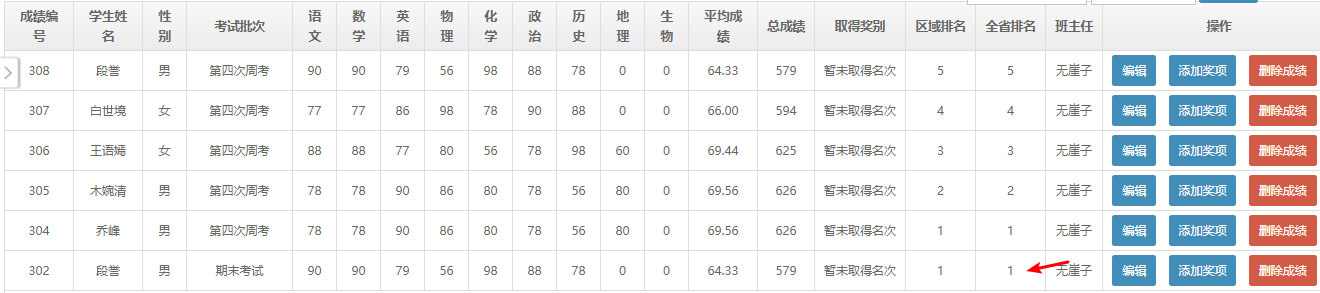 成绩编号 学生姓名 性别 考试批次 语文 数学 英语 物理 化学 政治 历史 地理 生物 平均成绩 总成绩 取得奖别 区域排名 全省排名 班主任 操作
308 段誉 男 第四次周考 90 90 79 56 98 88 78 0 0 64.33 579 暂未取得名次 5 5 无崖子 编辑 添加奖项 删除成绩
307 白世境 女 第四次周考 77 77 86 98 78 90 88 0 0 66.00 594 暂未取得名次 4 4 无崖子 编辑 添加奖项 删除成绩
306 王语嫣 女 第四次周考 88 88 77 80 56 78 98 60 0 69.44 625 暂未取得名次 3 3 无崖子 编辑 添加奖项 删除成绩
305 木婉清 男 第四次周考 78 78 90 86 80 78 56 80 0 69.56 626 暂未取得名次 2 2 无崖子 编辑 添加奖项 删除成绩
304 乔峰 男 第四次周考 78 78 90 86 80 78 56 80 0 69.56 626 暂未取得名次 1 1 无崖子 编辑 添加奖项 删除成绩
302 段誉 男 期末考试 90 90 79 56 98 88 78 0 0 64.33 579 暂未取得名次 1 1 无崖子 编辑 添加奖项 删除成绩